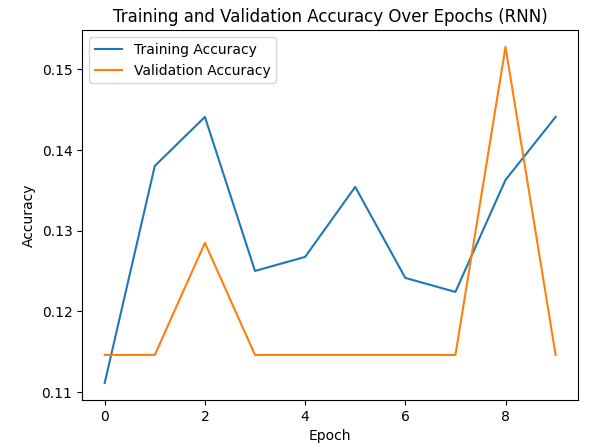 Training and Validation Accuracy Over Epochs (RNN)
Training Accuracy
Validation Accuracy
0.15
0.14
0.13
0.12
0.11
Accuracy
0 2 4 6 8
Epoch